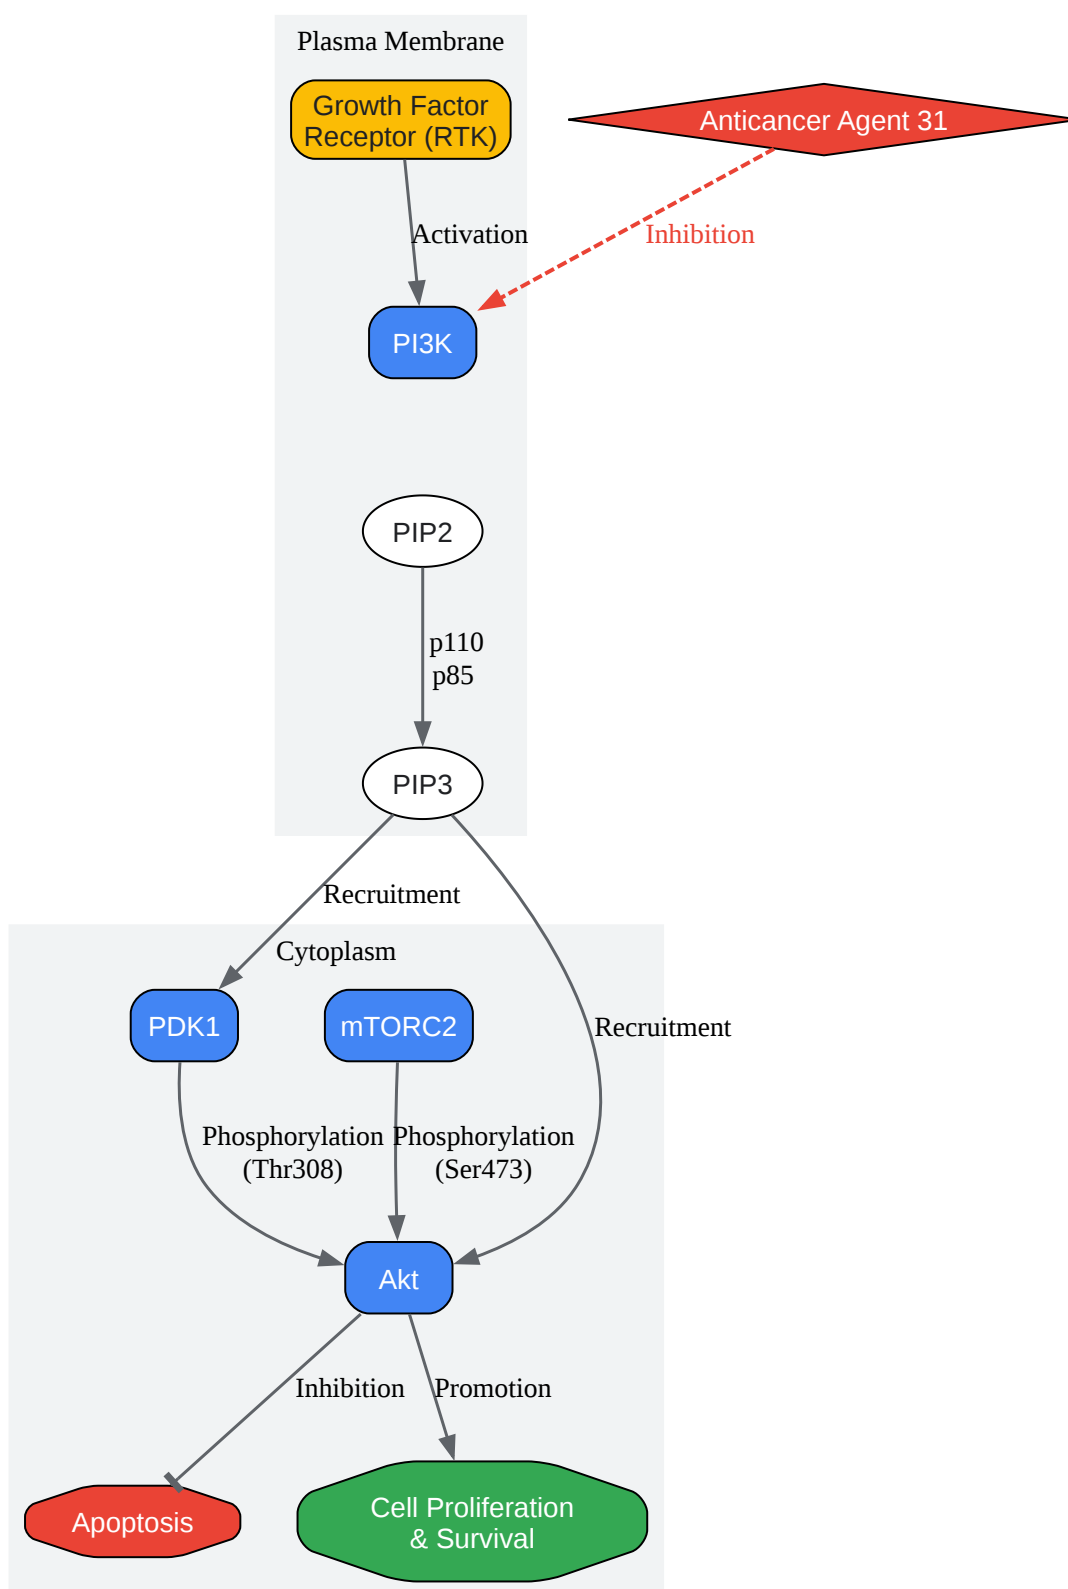 Plasma Membrane
Growth Factor
Receptor (RTK)
Anticancer Agent 31
Activation
Inhibition
PI3K
PIP2
p110
p85
PIP3
Recruitment
Cytoplasm
PDK1
mTORC2
Recruitment
Phosphorylation
(Thr308)
Phosphorylation
(Ser473)
Akt
Inhibition
Promotion
Apoptosis
Cell Proliferation
& Survival